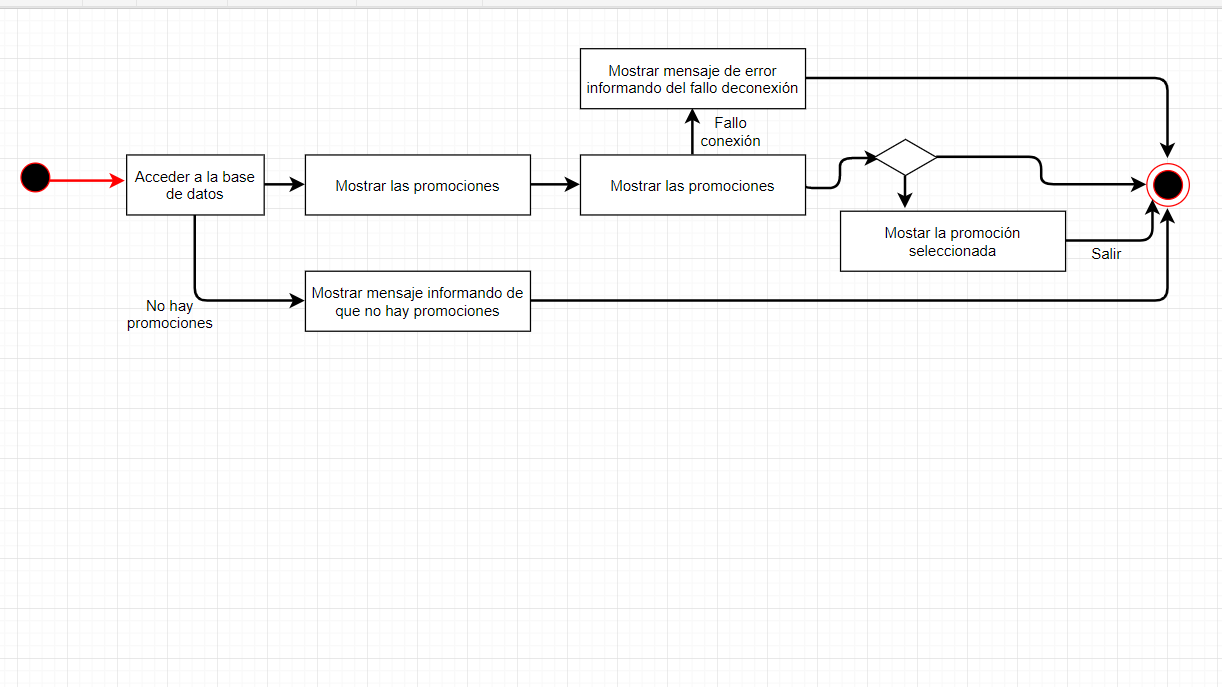 Mostrar mensaje de error
informando del fallo deconexión
Fallo
conexión
Acceder a la base
de datos
Mostrar las promociones
Mostrar las promociones
Mostar la promoción
seleccionada
Salir
Mostrar mensaje informando de
que no hay promociones
No hay
promociones